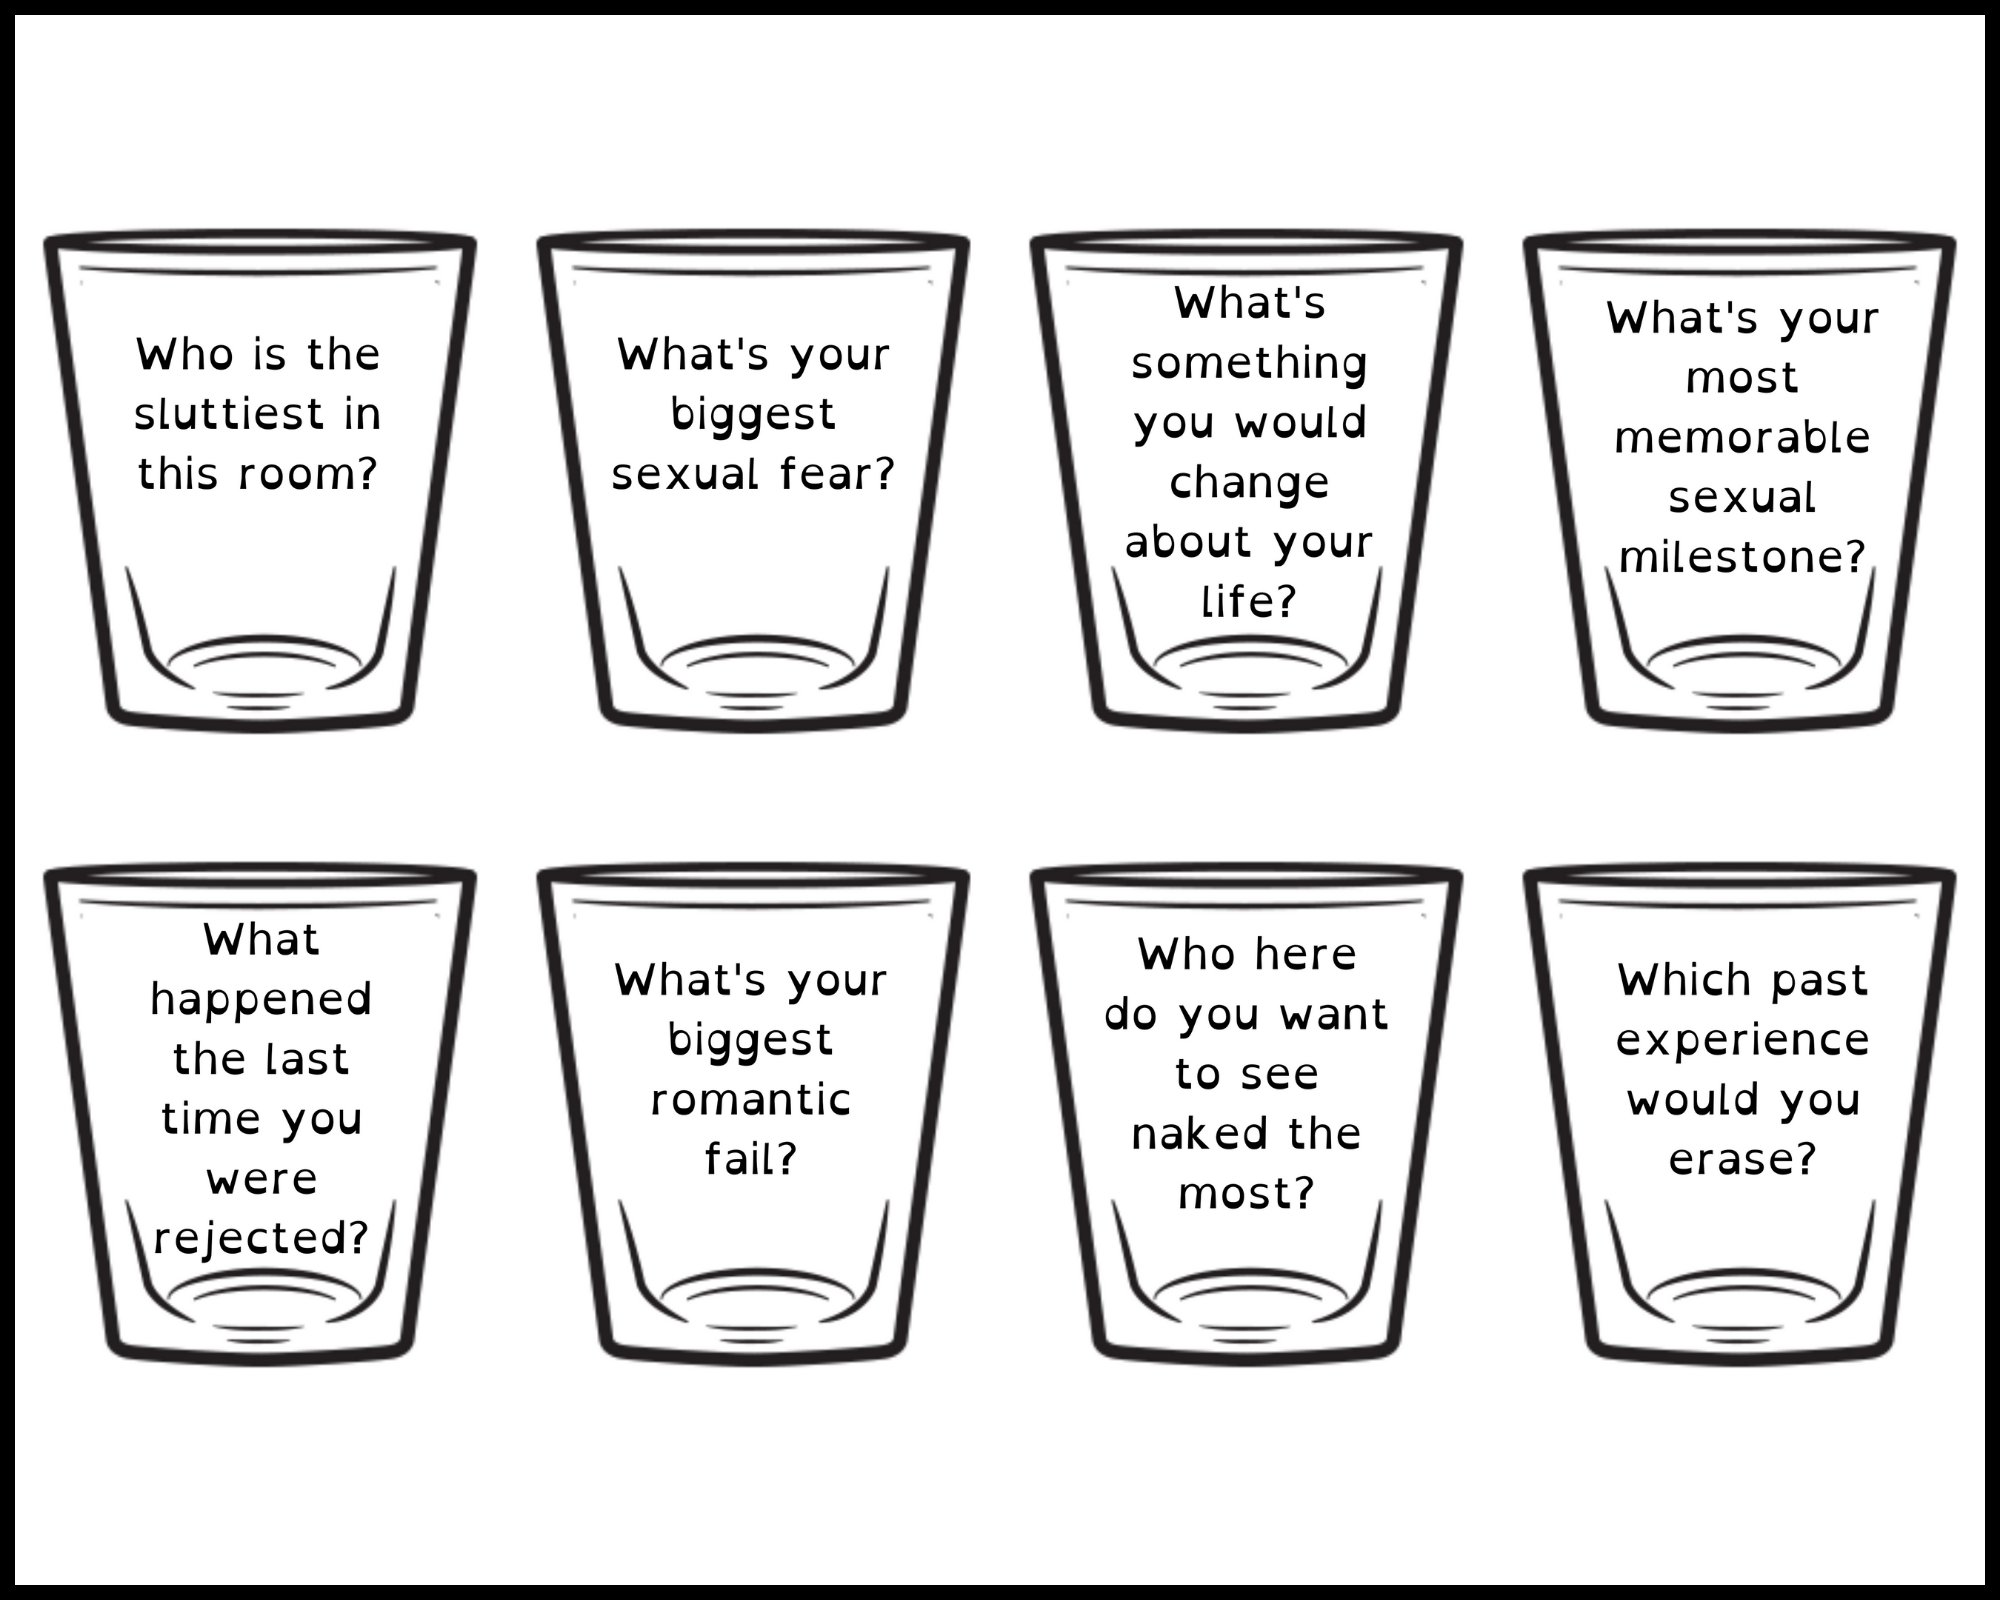 Who is the
sluttiest in
this room?
What's your
biggest
sexual fear?
What's
something
you would
change
about your
life?
What's your
most
memorable
sexual
milestone?
What
happened
the last
time you
were
rejected?
What's your
biggest
romantic
fail?
Who here
do you want
to see
naked the
most?
Which past
experience
would you
erase?